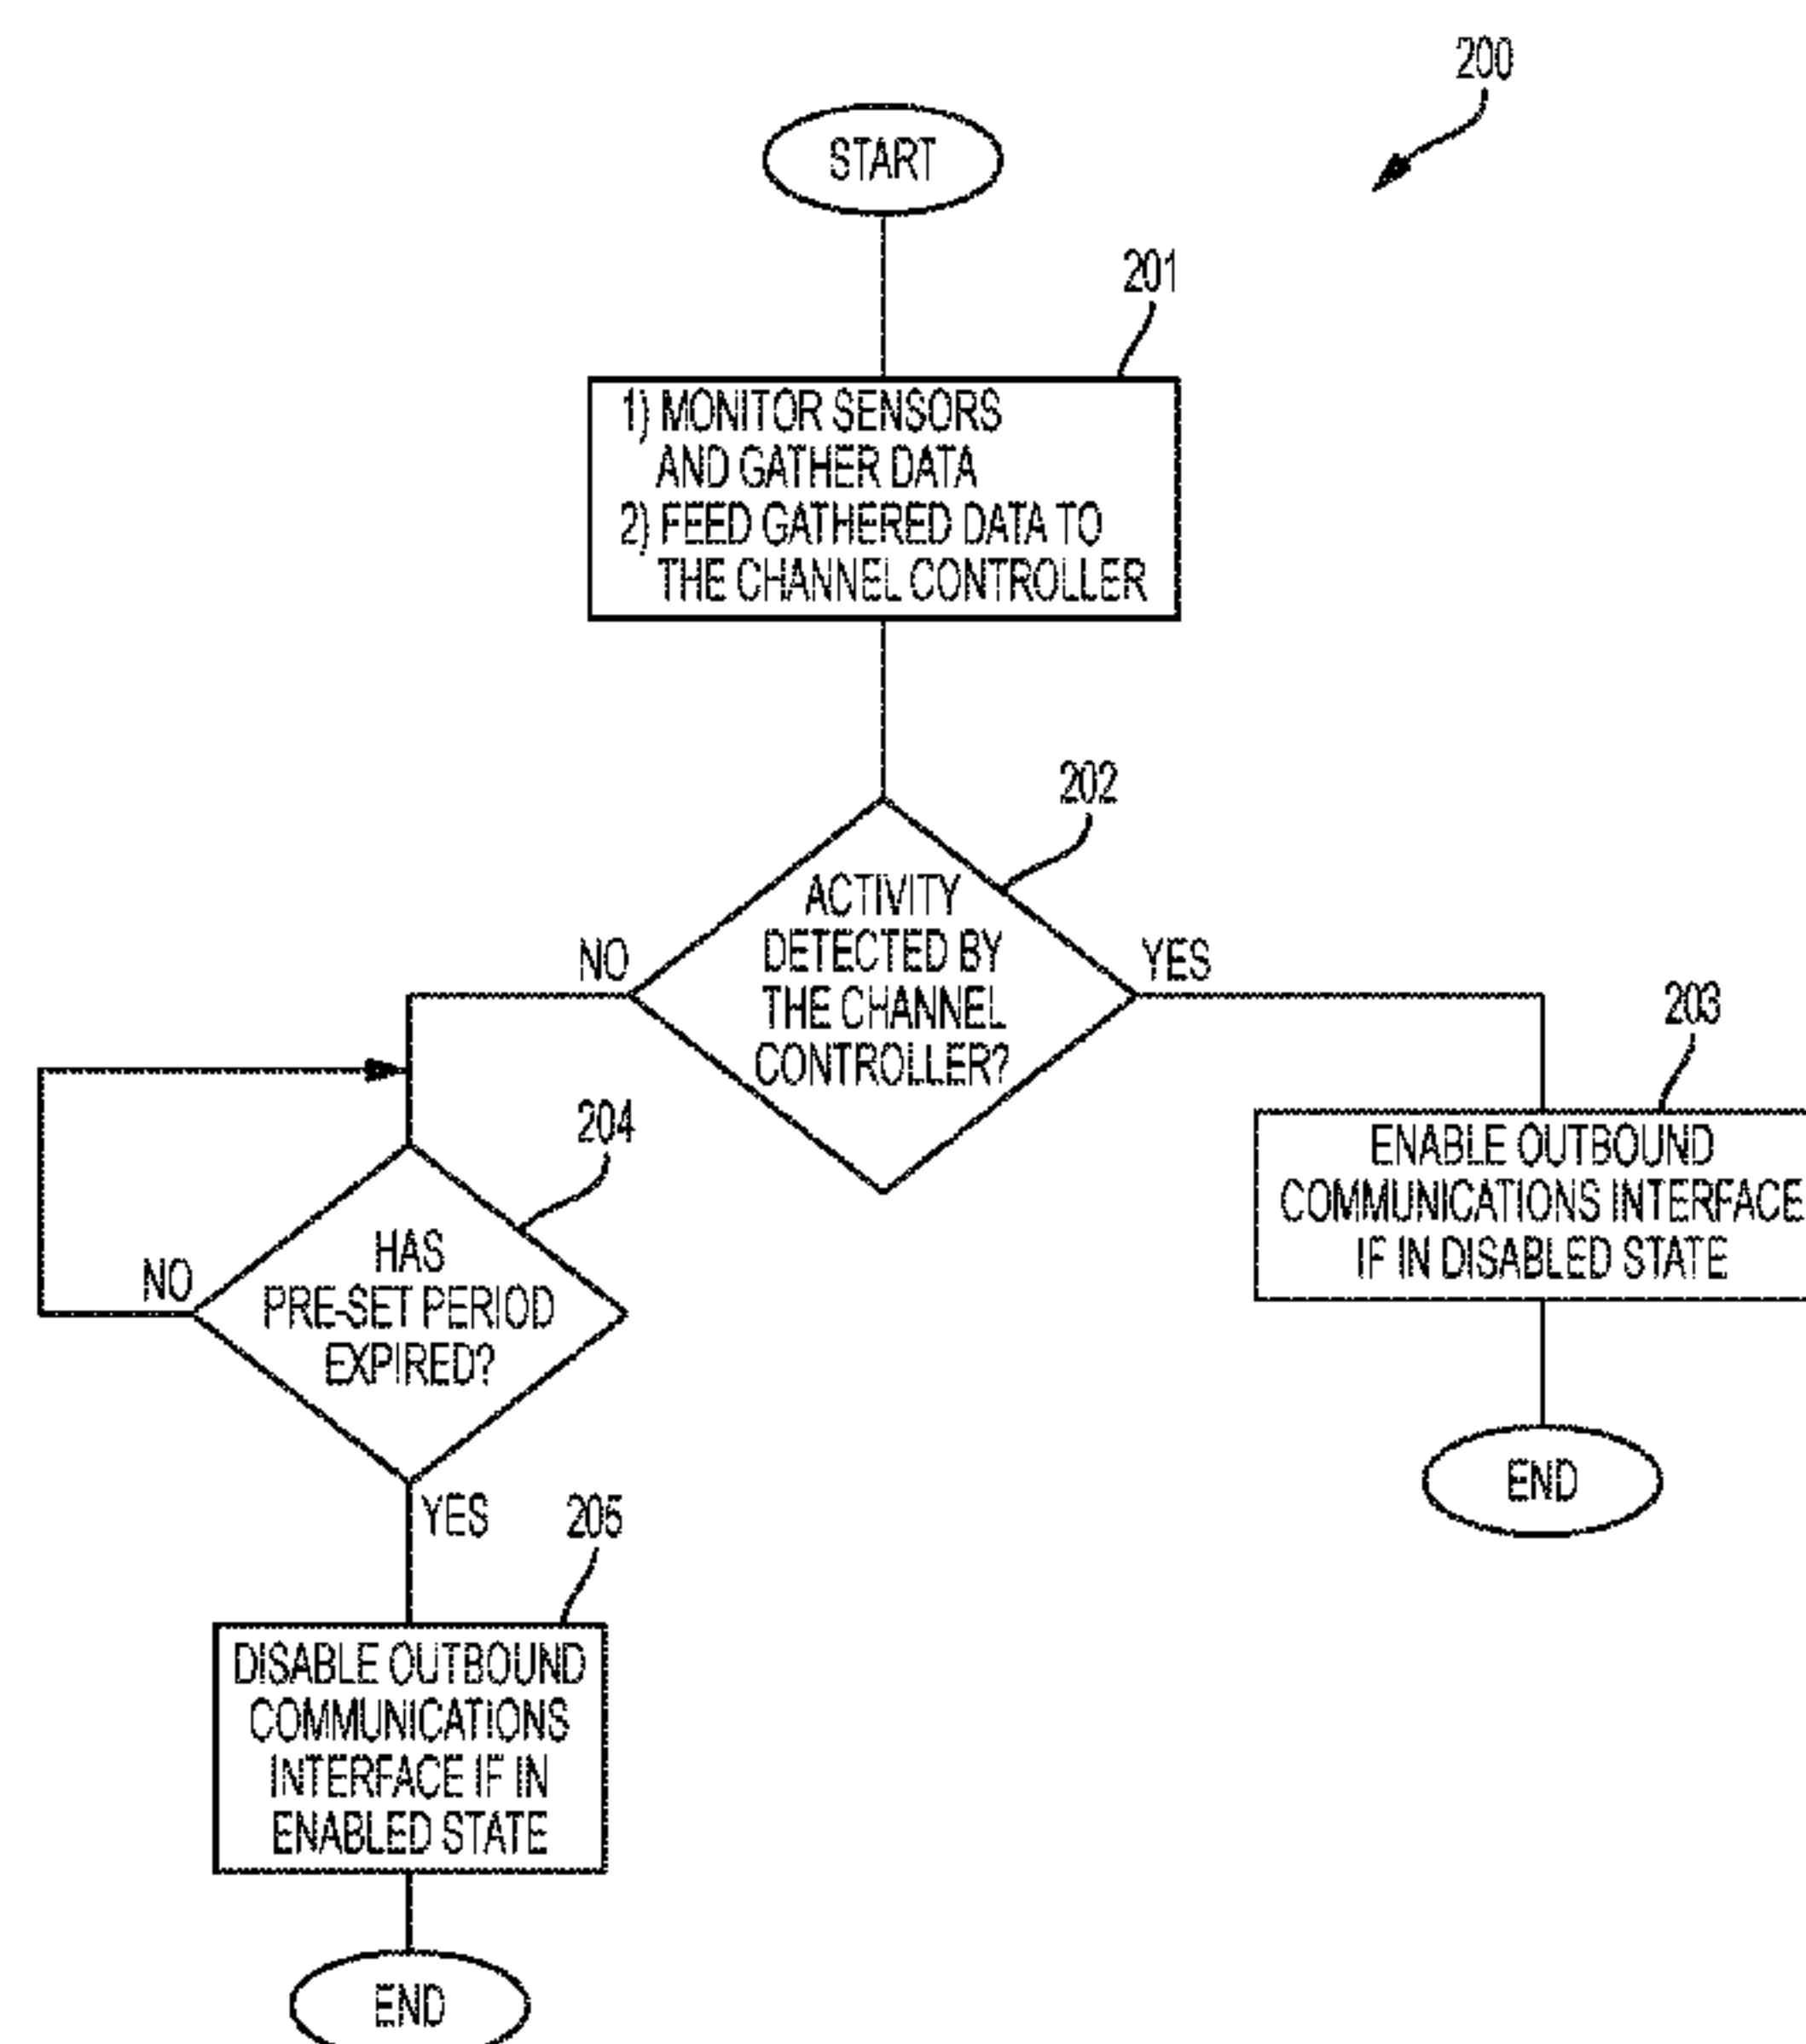 200
START
201
1) MONITOR SENSORS
AND GATHER DATA
2) FEED GATHERED DATA TO
THE CHANNEL CONTROLLER
202
ACTIVITY
DETECTED BY
THE CHANNEL
CONTROLLER?
NO
YES
203
ENABLE OUTBOUND
COMMUNICATIONS INTERFACE
IF IN DISABLED STATE
END
204
HAS
PRE-SET PERIOD
EXPIRED?
NO
YES
205
DISABLE OUTBOUND
COMMUNICATIONS
INTERFACE IF IN
ENABLED STATE
END